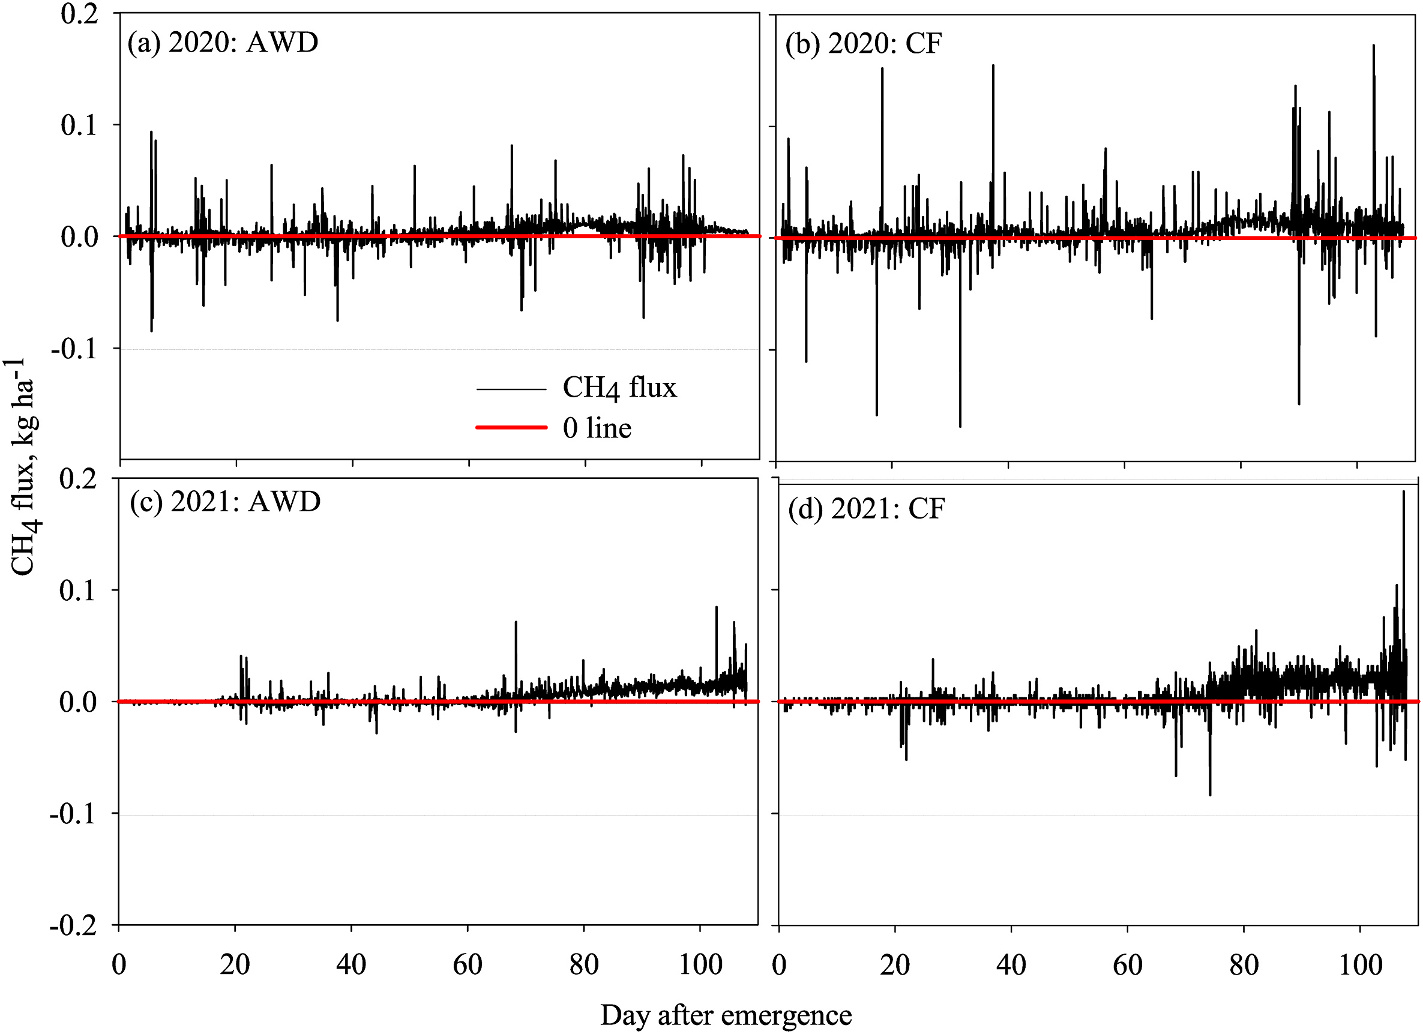 0.2
(a) 2020: AWD
(b) 2020: CF
0.1
0.0
-0.1
CH4 flux
0 line
CH4 flux, kg ha-1
0.2
(c) 2021: AWD
(d) 2021: CF
0.1
0.0
-0.1
-0.2
0 20 40 60 80 100 0 20 40 60 80 100
Day after emergence